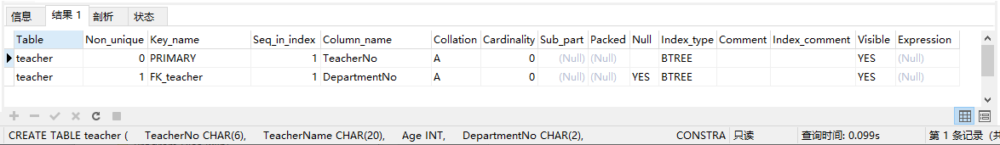 信息 结果 1 剖析 状态
Table Non_unique Key_name Seq_in_index Column_name Collation Cardinality Sub_part Packed Null Index_type Comment Index_comment Visible Expression
teacher 0 PRIMARY 1 TeacherNo A 0 (Null) (Null) BTREE YES (Null)
teacher 1 FK_teacher 1 DepartmentNo A 0 (Null) (Null) YES BTREE YES (Null)
CREATE TABLE teacher ( TeacherNo CHAR(6), TeacherName CHAR(20), Age INT, DepartmentNo CHAR(2), CONSTRA 只读 查询时间: 0.099s 第 1 条记录 (共